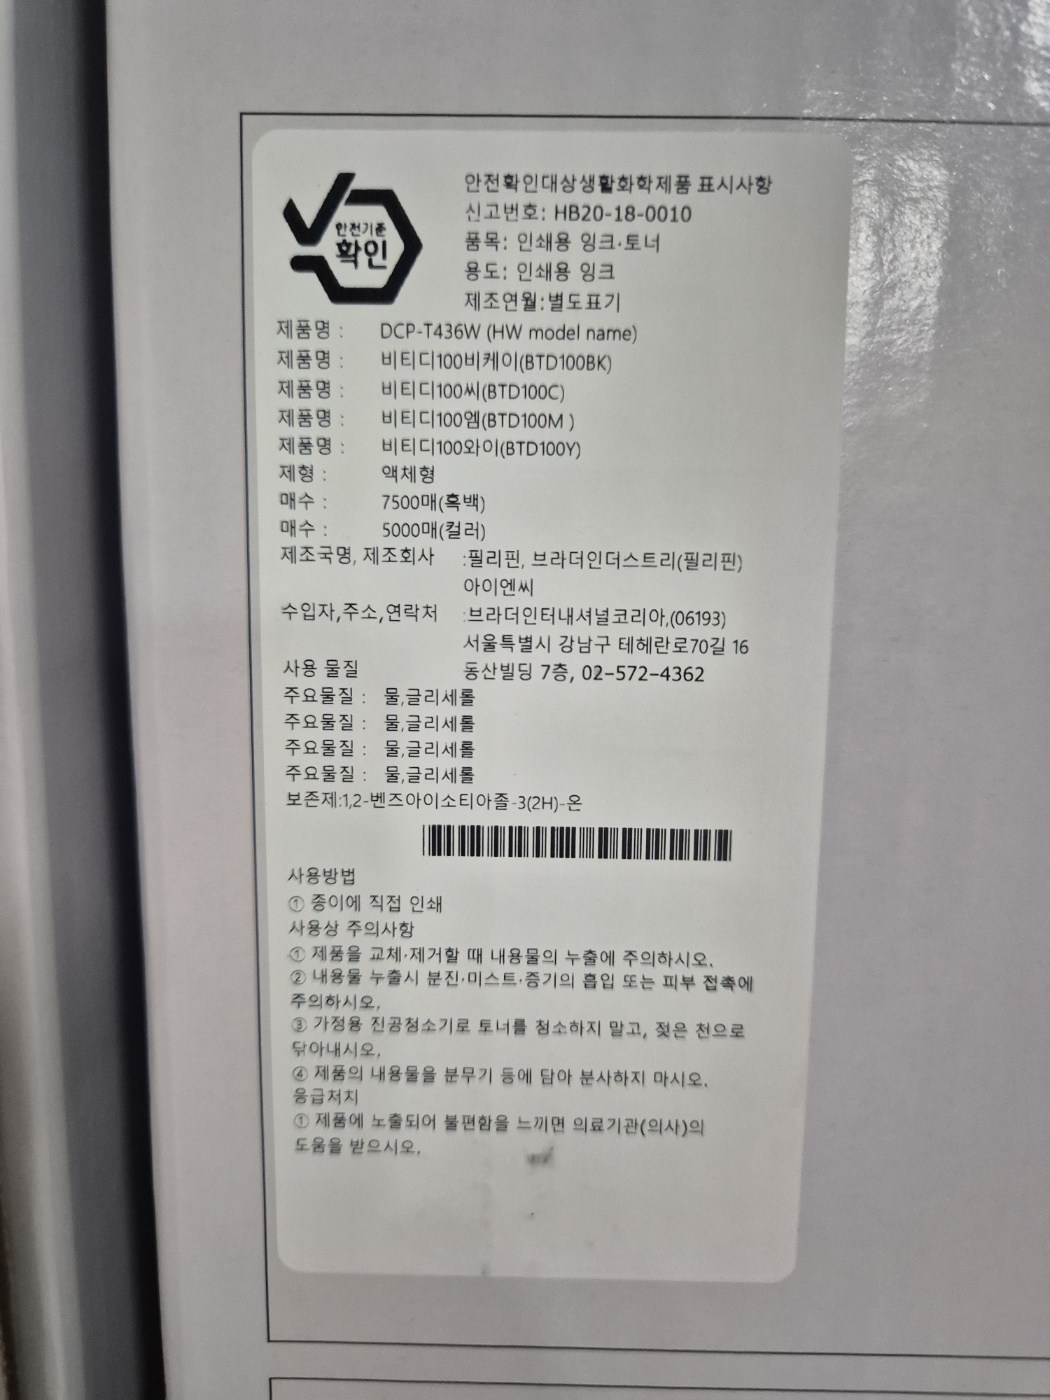 안전기준
확인
안전확인대상생활화학제품 표시사항
신고번호: HB20-18-0010
품목: 인쇄용 잉크·토너
용도: 인쇄용 잉크
제조연월:별도표기
제품명 : DCP-T436W (HW model name)
제품명 : 비티디100비케이(BTD100BK)
제품명 : 비티디100씨(BTD100C)
제품명 : 비티디100엠(BTD100M )
제품명 : 비티디100와이(BTD100Y)
제형 : 액체형
매수 : 7500매(흑백)
매수 : 5000매(컬러)
제조국명, 제조회사 :필리핀, 브라더인더스트리(필리핀)
아이엔씨
수입자,주소,연락처 :브라더인터내셔널코리아,(06193)
서울특별시 강남구 테헤란로70길 16
동산빌딩 7층, 02-572-4362
사용 물질
주요물질 : 물,글리세롤
주요물질 : 물,글리세롤
주요물질 : 물,글리세롤
주요물질 : 물,글리세롤
보존제:1,2-벤즈아이소티아졸-3(2H)-온
사용방법
① 종이에 직접 인쇄
사용상 주의사항
① 제품을 교체·제거할 때 내용물의 누출에 주의하시오.
② 내용물 누출시 분진·미스트·증기의 흡입 또는 피부 접촉에
주의하시오.
③ 가정용 진공청소기로 토너를 청소하지 말고, 젖은 천으로
닦아내시오.
④ 제품의 내용물을 분무기 등에 담아 분사하지 마시오.
응급처치
① 제품에 노출되어 불편함을 느끼면 의료기관(의사)의
도움을 받으시오.